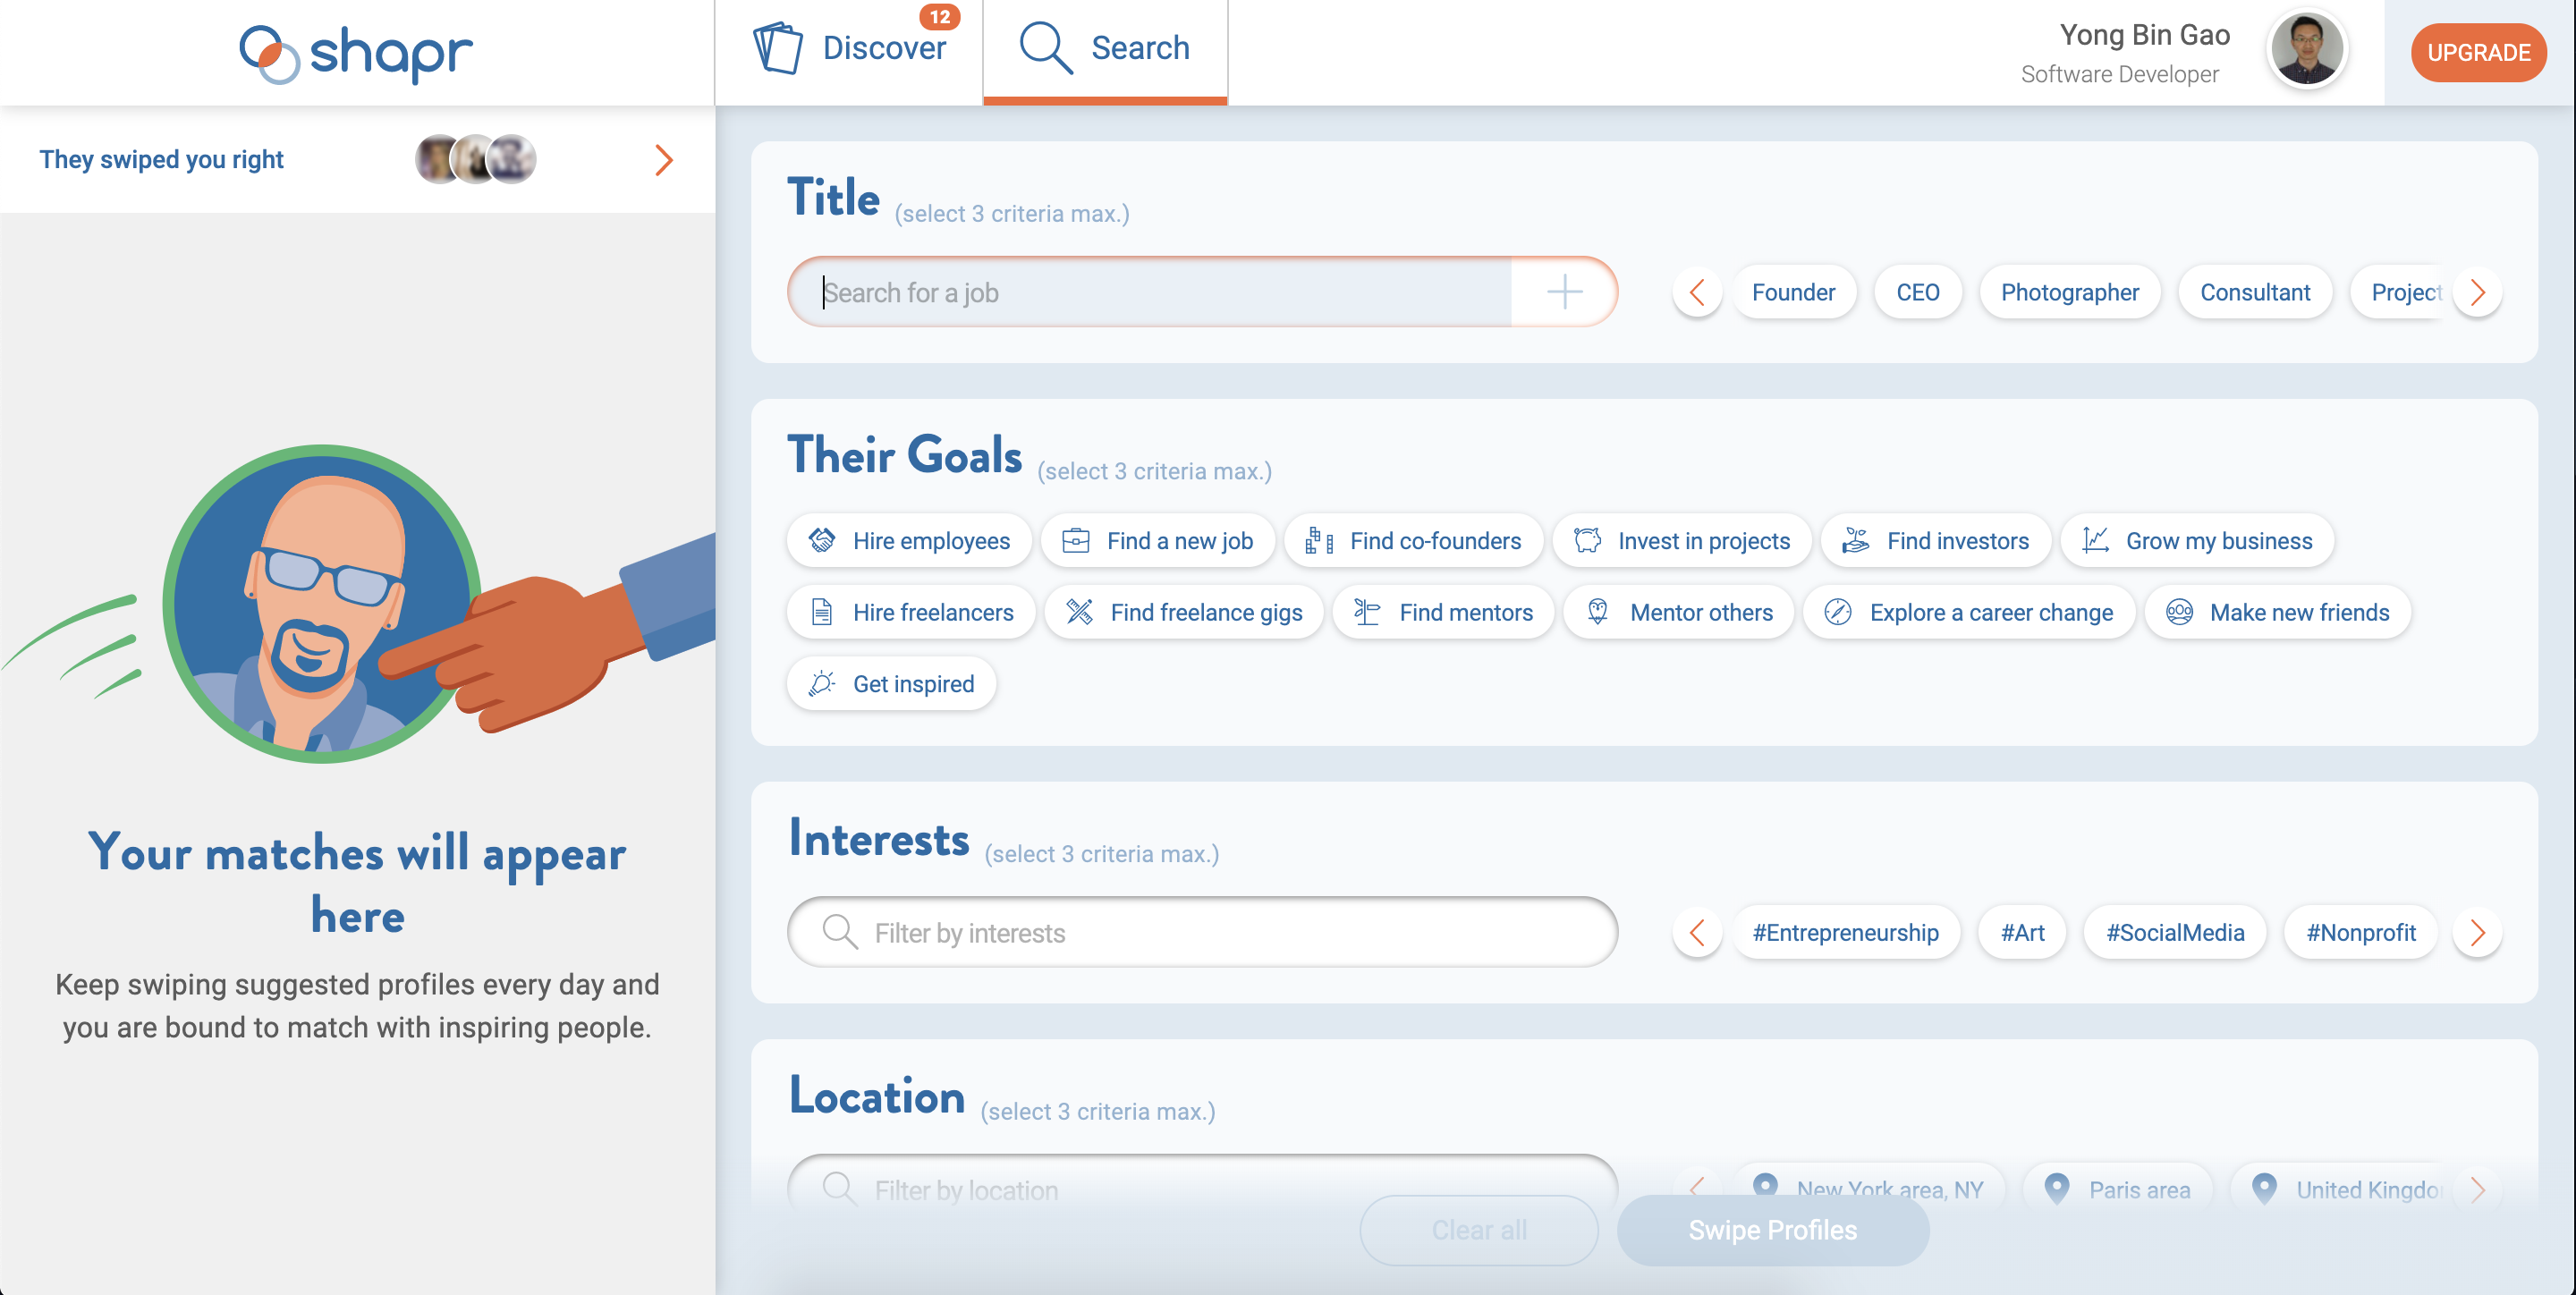 shapr
Discover
12
Search
Yong Bin Gao
Software Developer
UPGRADE
They swiped you right
Your matches will appear
here
Keep swiping suggested profiles every day and
you are bound to match with inspiring people.
Title (select 3 criteria max.)
Search for a job
Founder CEO Photographer Consultant Project
Their Goals (select 3 criteria max.)
Hire employees Find a new job Find co-founders Invest in projects Find investors Grow my business
Hire freelancers Find freelance gigs Find mentors Mentor others Explore a career change Make new friends
Get inspired
Interests (select 3 criteria max.)
Filter by interests
#Entrepreneurship #Art #SocialMedia #Nonprofit
Location (select 3 criteria max.)
Filter by location
New York area, NY Paris area United Kingdo
Clear all Swipe Profiles